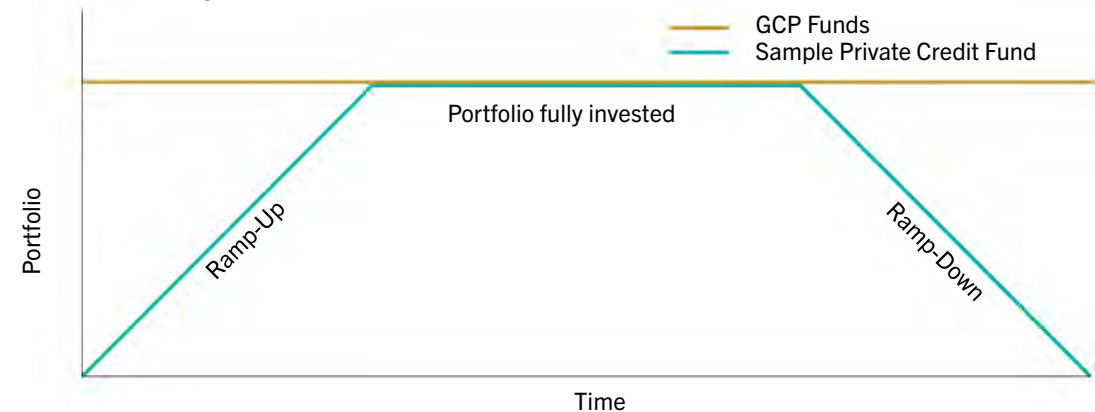 GCP Funds
Sample Private Credit Fund
Portfolio fully invested
Ramp-Up
Ramp-Down
Portfolio
Time